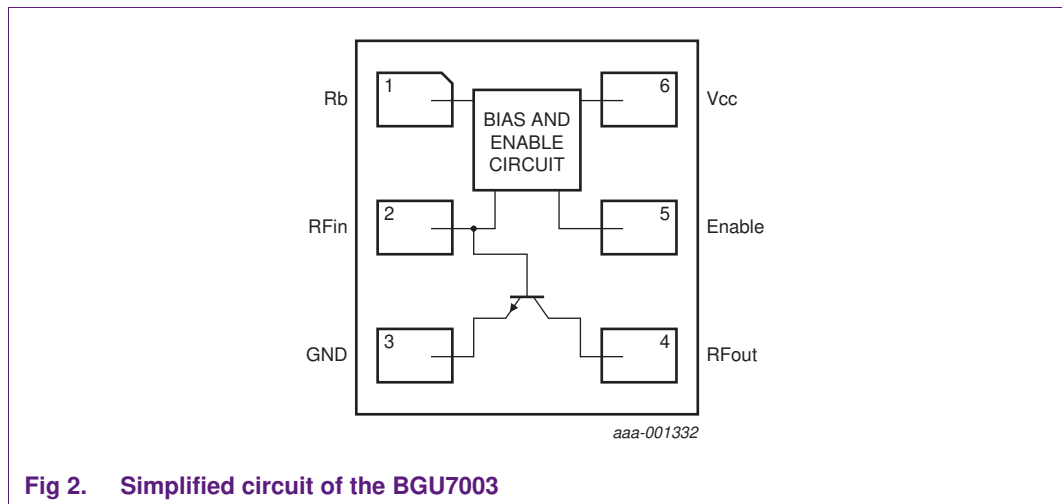 Rb
1
BIAS AND
ENABLE
CIRCUIT
6
Vcc
RFin
2
5
Enable
GND
3
4
RFout
aaa-001332
Fig 2. Simplified circuit of the BGU7003